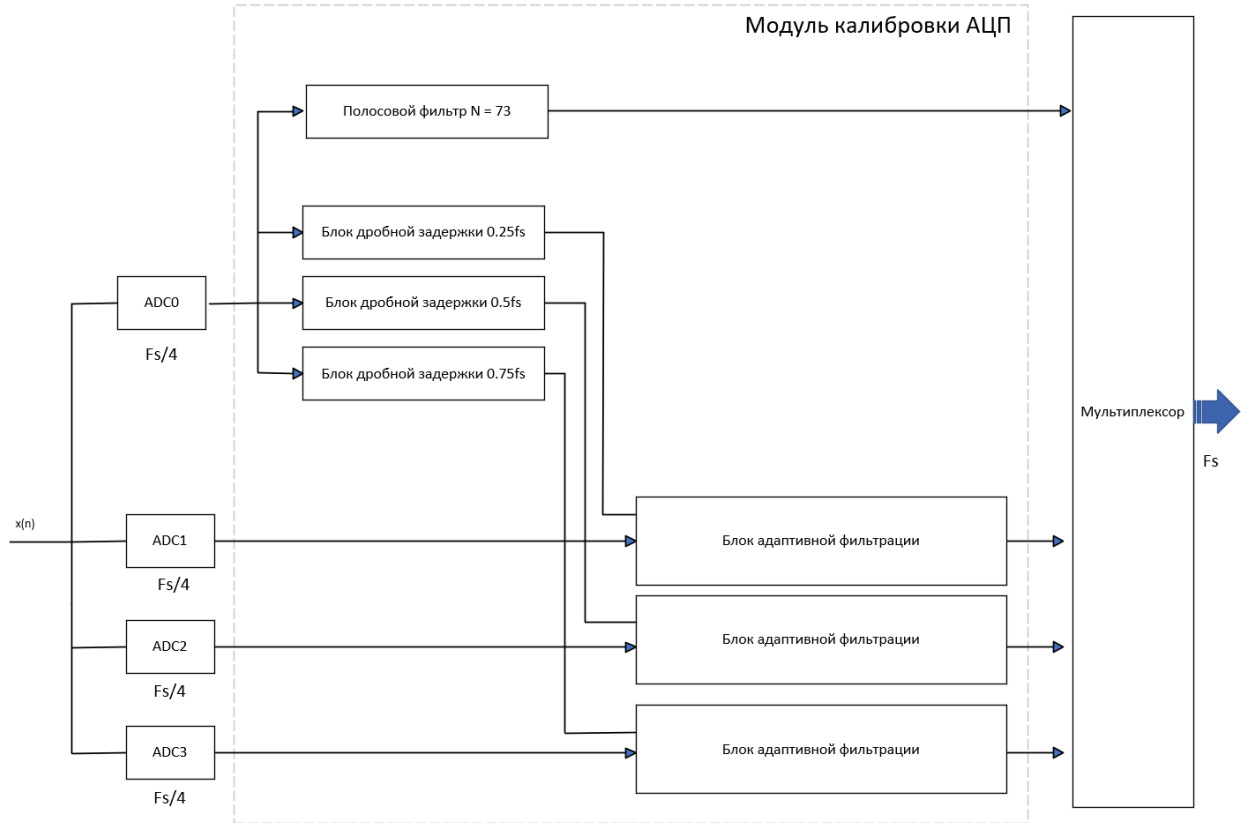 Модуль калибровки АЦП
Полосовой фильтр N = 73
Блок дробной задержки 0.25fs
Блок дробной задержки 0.5fs
Блок дробной задержки 0.75fs
ADC0
Fs/4
Мультиплексор
Fs
x(n)
ADC1
Fs/4
Блок адаптивной фильтрации
ADC2
Fs/4
Блок адаптивной фильтрации
ADC3
Fs/4
Блок адаптивной фильтрации